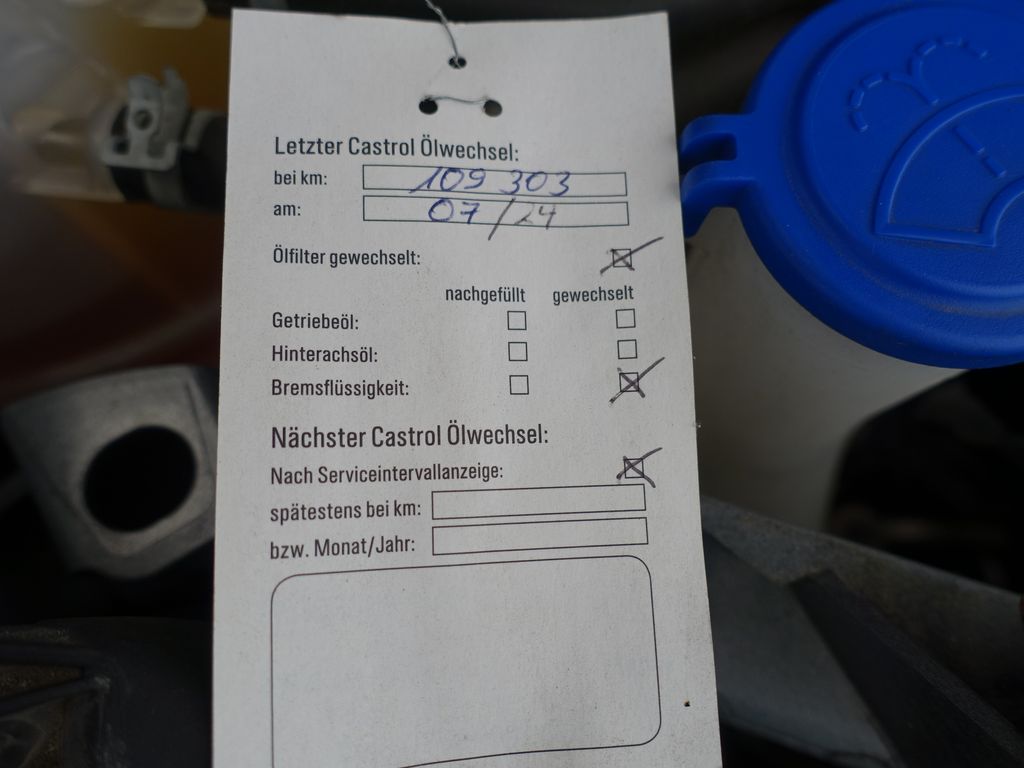 Letzter Castrol Ölwechsel:
bei km: 109 303
am: 07/24
Ölfilter gewechselt:
nachgefüllt gewechselt
Getriebeöl:
Hinterachsöl:
Bremsflüssigkeit:
Nächster Castrol Ölwechsel:
Nach Serviceintervallanzeige:
spätestens bei km:
bzw. Monat/Jahr: